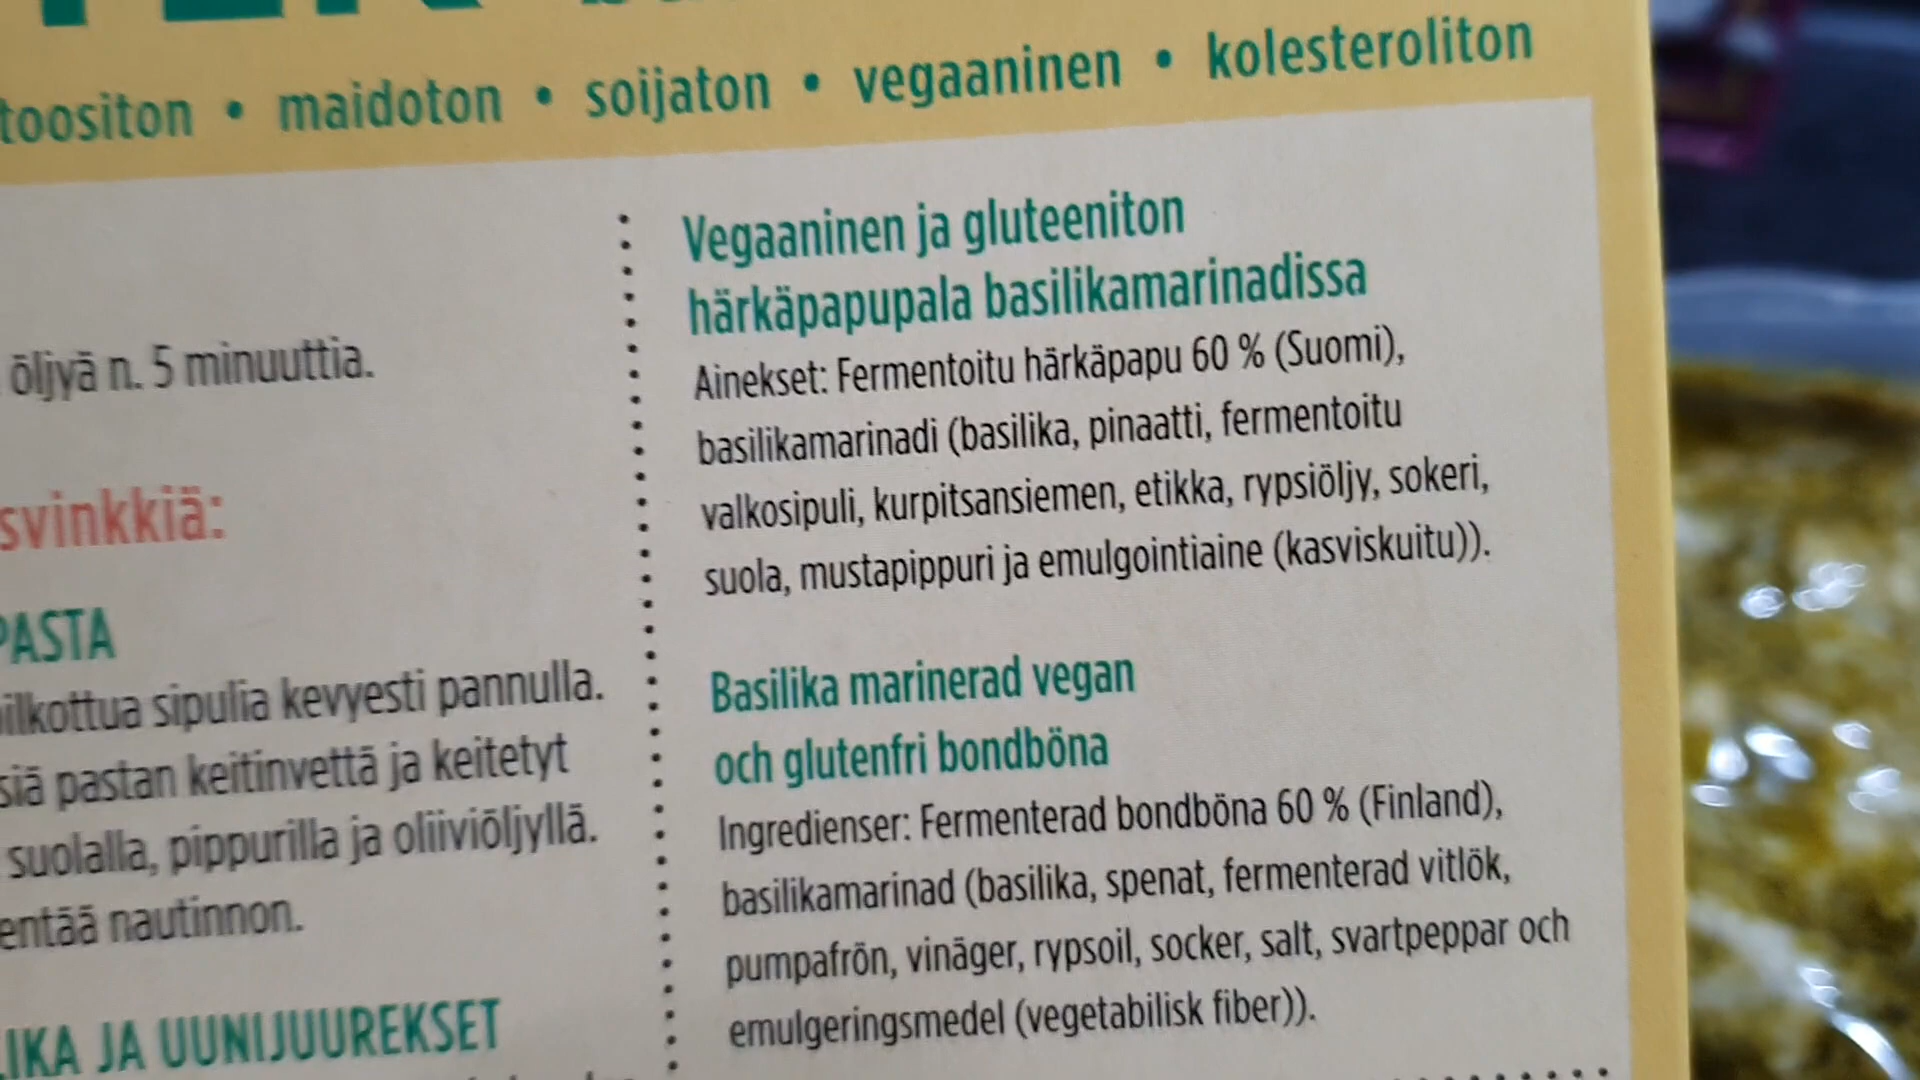 toositon • maidoton • soijaton • vegaaninen • kolesteroliton
öljyä n. 5 minuuttia.
svinkkiä:
PASTA
pilkottua sipulia kevyesti pannulla.
siä pastan keitinvettä ja keitetyt
suolalla, pippurilla ja oliiviöljyllä.
entää nautinnon.
LIKA JA UUNIJUUREKSET
Vegaaninen ja gluteeniton
härkäpapupala basilikamarinadissa
Ainekset: Fermentoitu härkäpapu 60 % (Suomi),
basilikamarinadi (basilika, pinaatti, fermentoitu
valkosipuli, kurpitsansiemen, etikka, rypsiöljy, sokeri,
suola, mustapippuri ja emulgointiaine (kasviskuitu)).
Basilika marinerad vegan
och glutenfri bondböna
Ingredienser: Fermenterad bondböna 60 % (Finland),
basilikamarinad (basilika, spenat, fermenterad vitlök,
pumpafrön, vinäger, rypsoil, socker, salt, svartpeppar och
emulgeringsmedel (vegetabilisk fiber)).